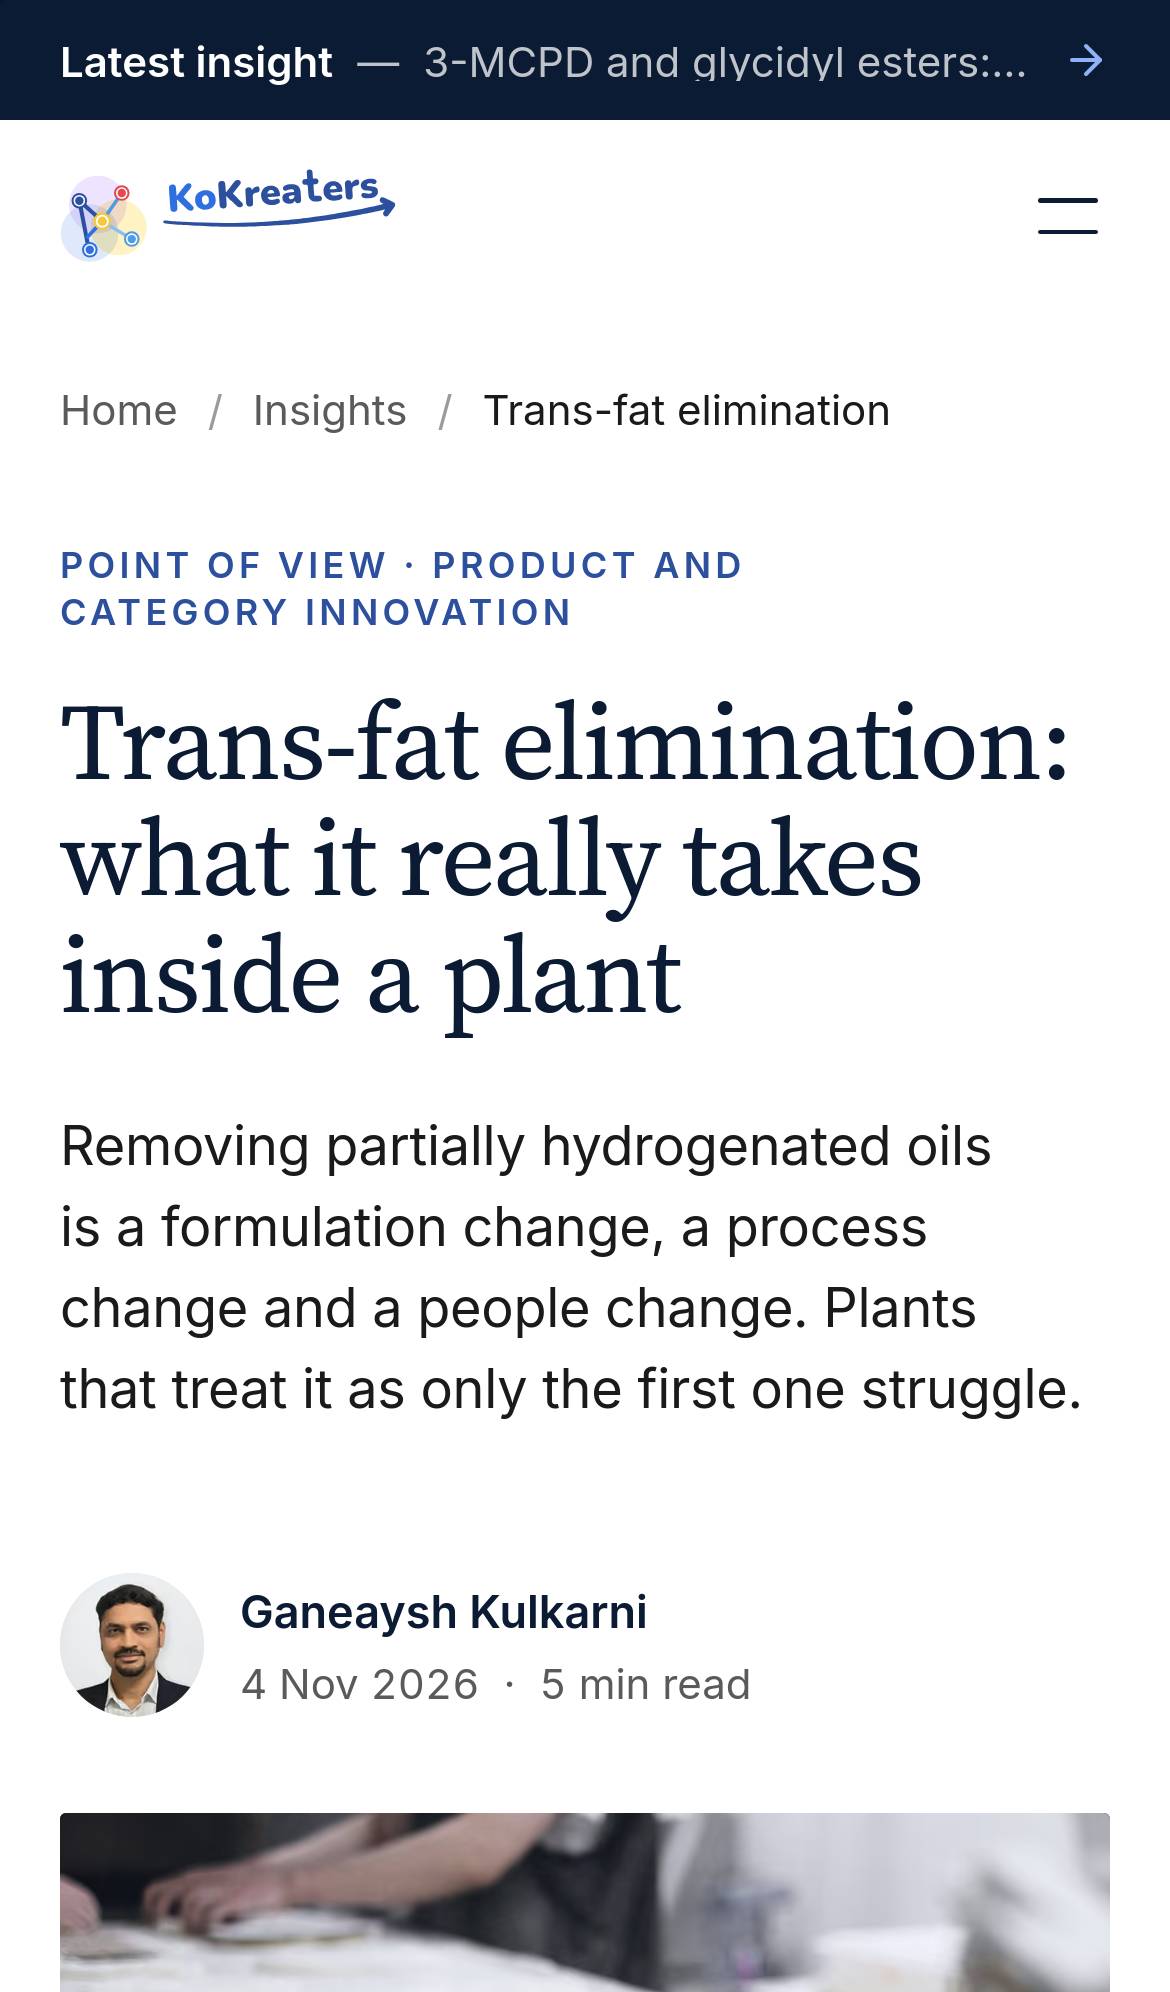 Latest insight — 3-MCPD and glycidyl esters:...
KoKreaters
Home / Insights / Trans-fat elimination
POINT OF VIEW · PRODUCT AND
CATEGORY INNOVATION
Trans-fat elimination:
what it really takes
inside a plant
Removing partially hydrogenated oils
is a formulation change, a process
change and a people change. Plants
that treat it as only the first one struggle.
Ganeaysh Kulkarni
4 Nov 2026 · 5 min read